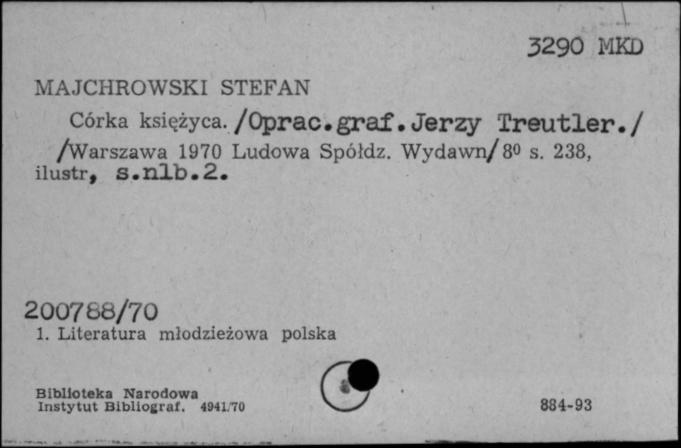 3290 MKD
MAJCHROWSKI STEFAN
Córka księżyca. /Oprac.graf.Jerzy Treutler./
/Warszawa 1970 Ludowa Spółdz. Wydawn/ 8⁰ s. 238,
ilustr, s.nlb.2.
200788/70
1. Literatura młodzieżowa polska
Biblioteka Narodowa
Instytut Bibliograf. 4941/70
884-93